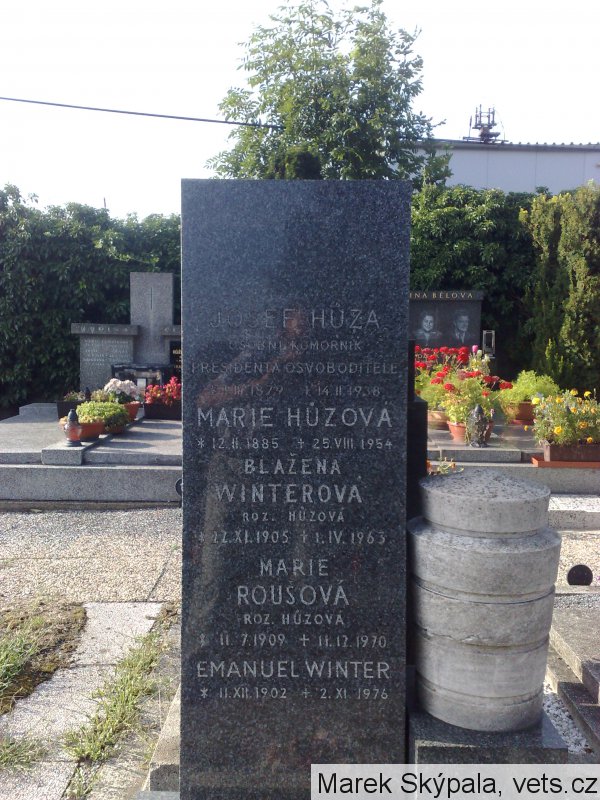 JOSEF HŮZA
OSOBNÍ KOMORNÍK
PRESIDENTA OSVOBODITELE
1879 + 14.II.1938
MARIE HŮZOVÁ
* 12.II.1885 + 25.VIII.1954
BLAŽENA
WINTEROVÁ
ROZ. HŮZOVÁ
* 22.XI.1905 + 1.IV.1963
MARIE
ROUSOVÁ
ROZ. HŮZOVÁ
* 11.7.1909 + 11.12.1970
EMANUEL WINTER
* 11.XII.1902 + 2.XI.1976
NA BĚLOVA
Marek Skýpala, vets.cz